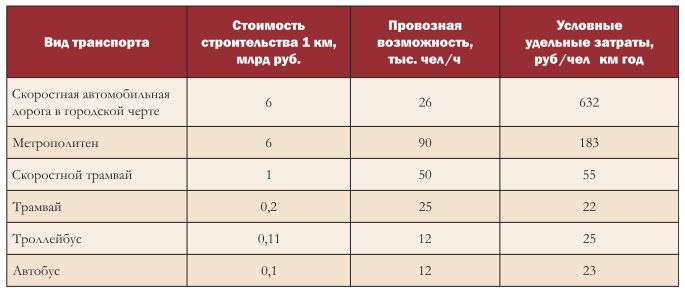 Вид транспорта
Стоимость
строительства 1 км,
млрд руб.
Провозная
возможность,
тыс. чел/ч
Условные
удельные затраты,
руб/чел км год
Скоростная автомобильная
дорога в городской черте
6
26
632
Метрополитен
6
90
183
Скоростной трамвай
1
50
55
Трамвай
0,2
25
22
Троллейбус
0,11
12
25
Автобус
0,1
12
23